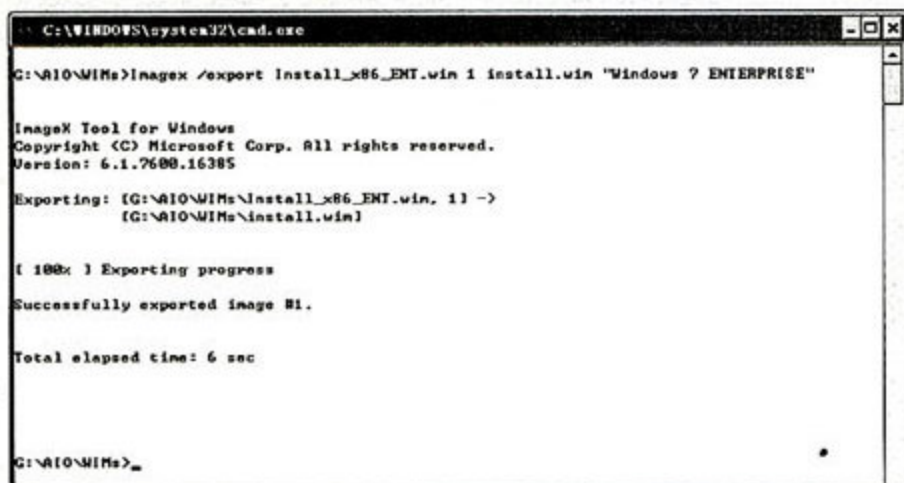 C:\WINDOWS\system32\cmd.exe
G:\AIO\WIMs>Imagex /export Install_x86_ENT.wim 1 install.wim "Windows 7 ENTERPRISE"
ImageX Tool for Windows
Copyright (C) Microsoft Corp. All rights reserved.
Version: 6.1.7600.16385
Exporting: [G:\AIO\WIMs\Install_x86_ENT.wim, 1] ->
[G:\AIO\WIMs\install.wim]
[ 100% ] Exporting progress
Successfully exported image #1.
Total elapsed time: 6 sec
G:\AIO\WIMs>_